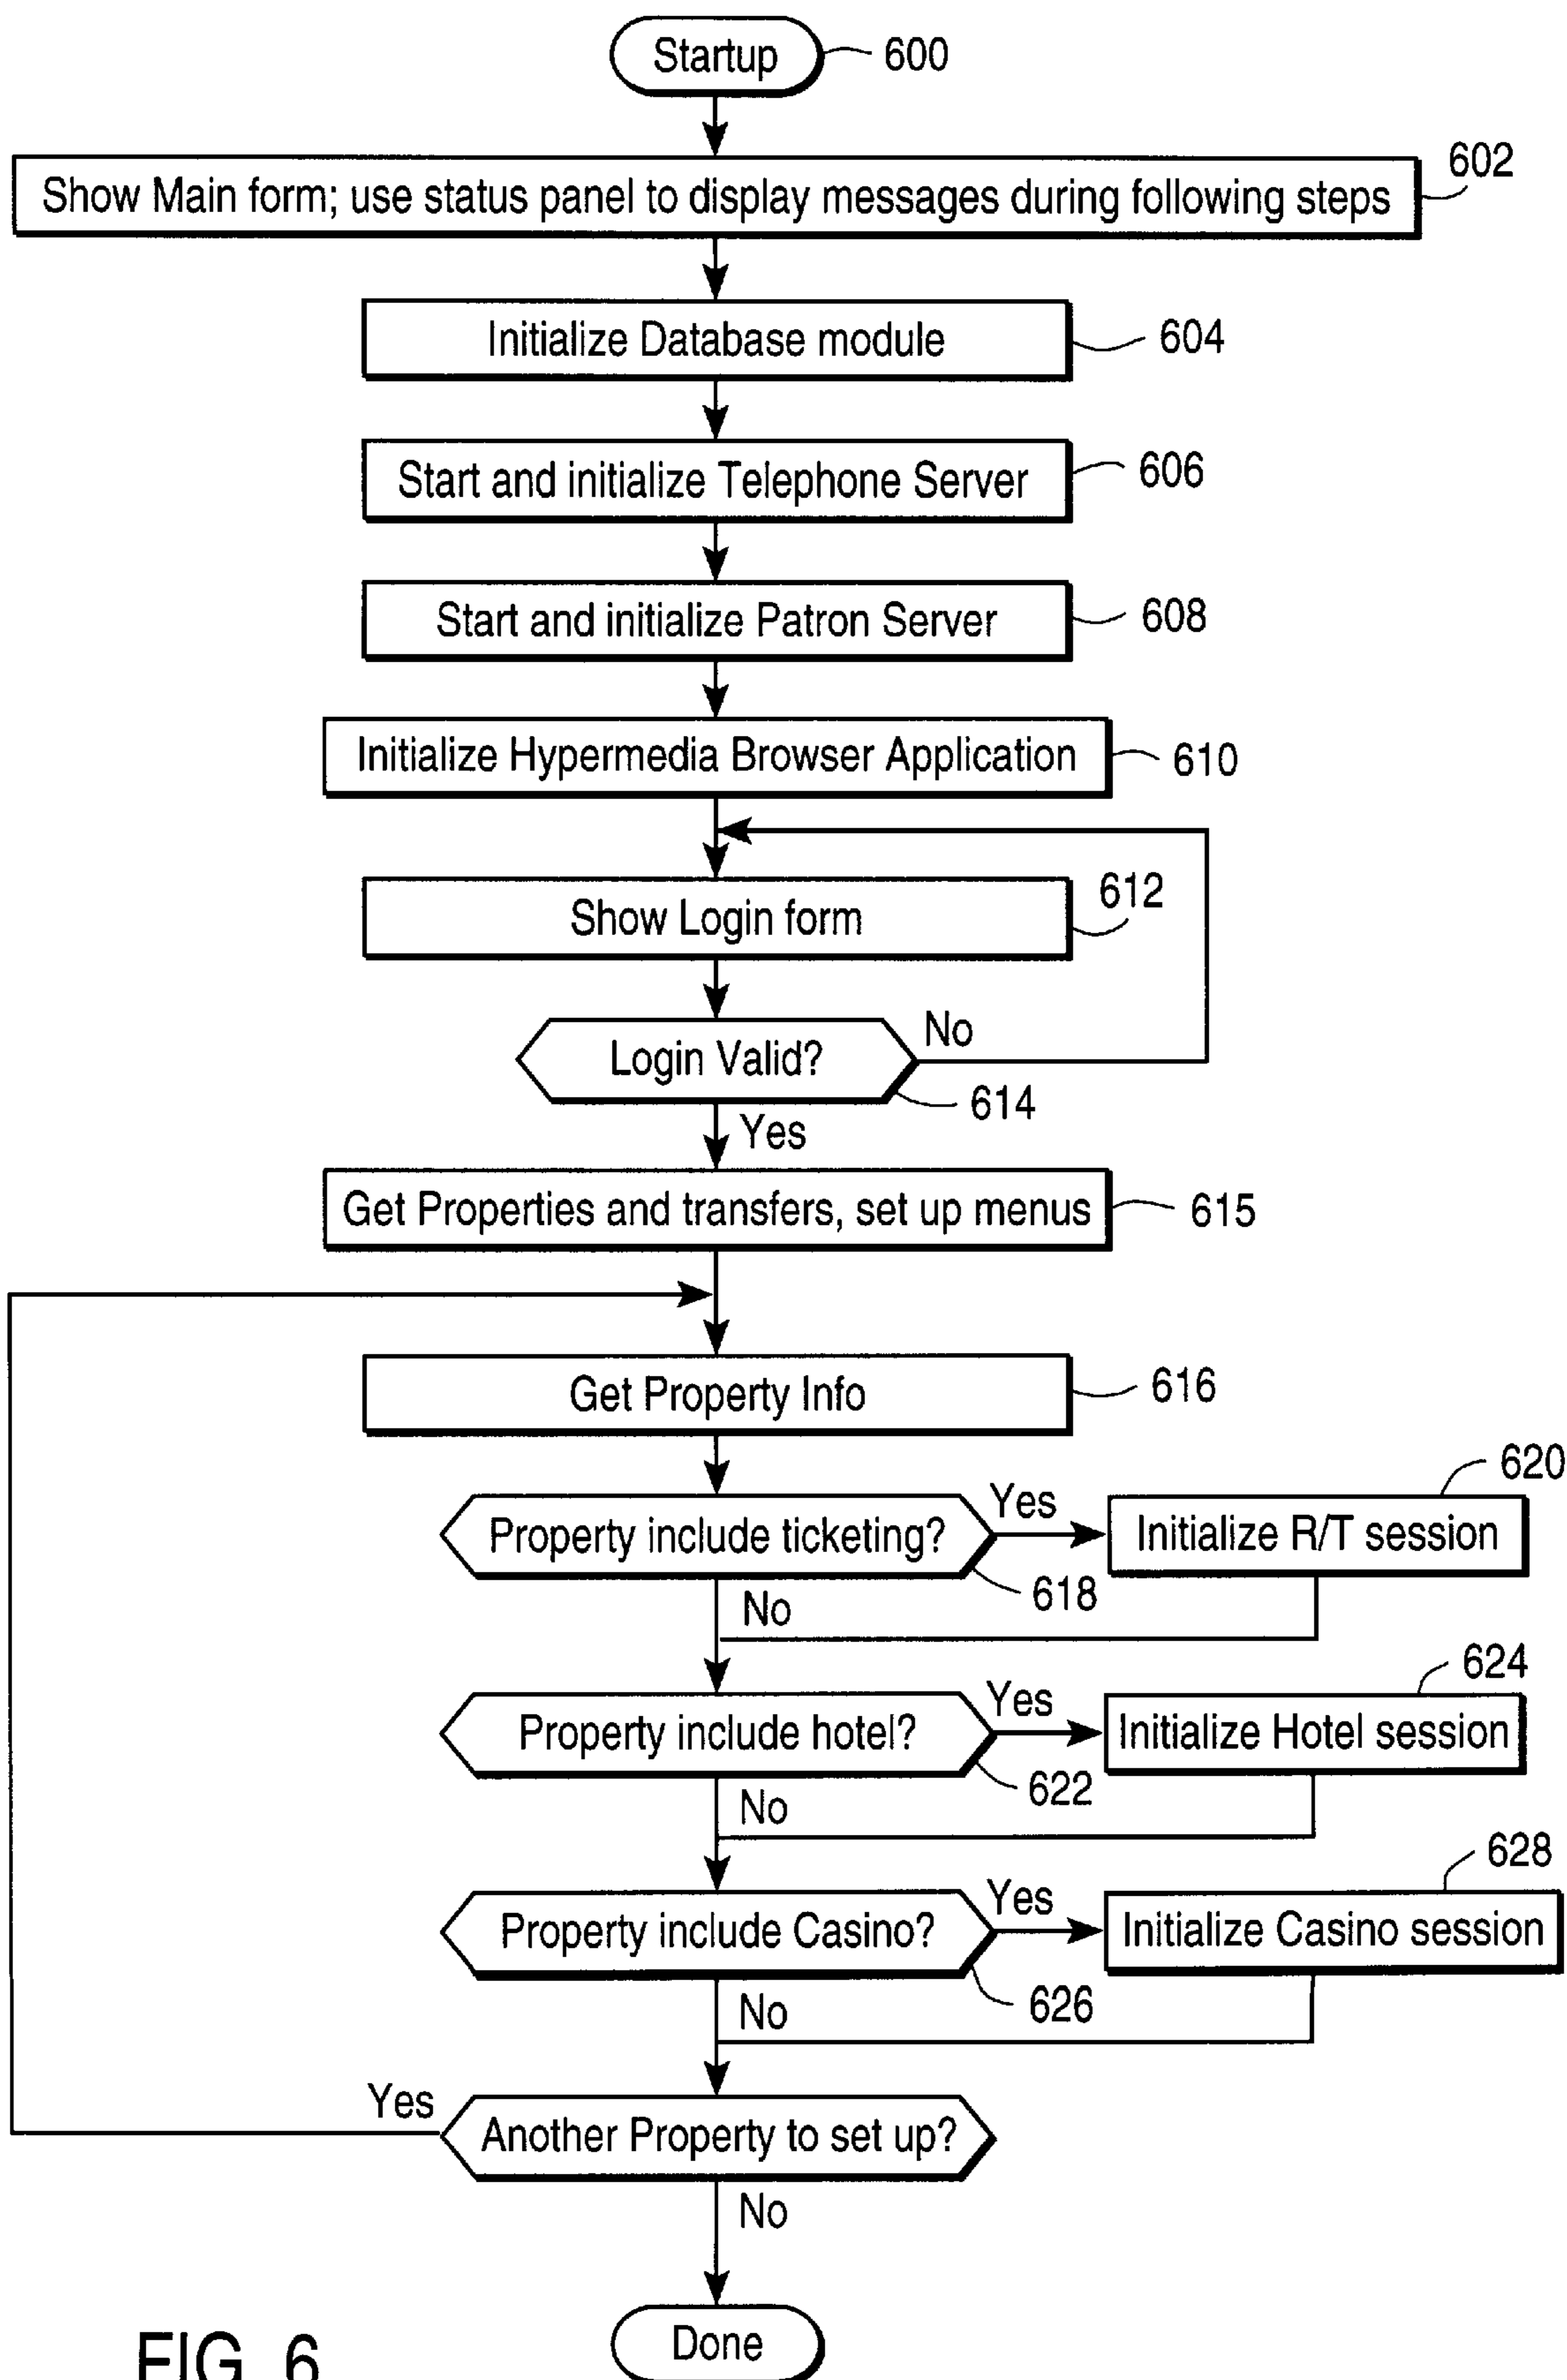 Startup
600
Show Main form; use status panel to display messages during following steps
602
Initialize Database module
604
Start and initialize Telephone Server
606
Start and initialize Patron Server
608
Initialize Hypermedia Browser Application
610
Show Login form
612
Login Valid?
No
614
Yes
Get Properties and transfers, set up menus
615
Get Property Info
616
Property include ticketing?
Yes
Initialize R/T session
620
618
No
Property include hotel?
Yes
Initialize Hotel session
624
622
No
Property include Casino?
Yes
Initialize Casino session
628
626
No
Yes
Another Property to set up?
No
Done
FIG. 6